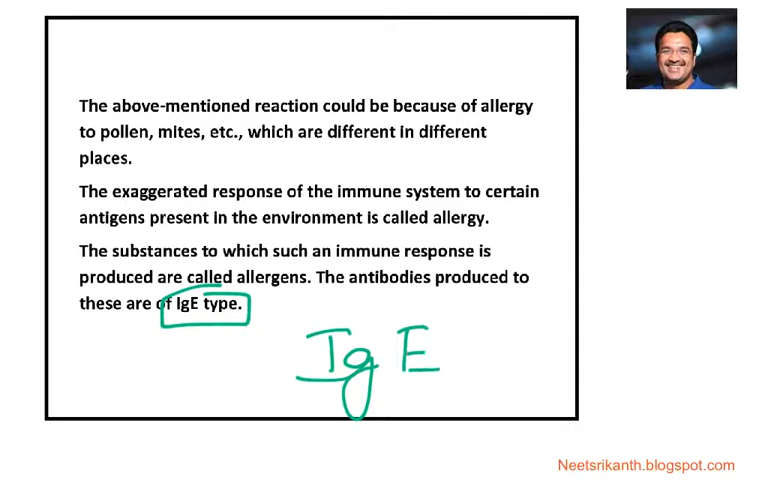 The above-mentioned reaction could be because of allergy
to pollen, mites, etc., which are different in different
places.
The exaggerated response of the immune system to certain
antigens present in the environment is called allergy.
The substances to which such an immune response is
produced are called allergens. The antibodies produced to
these are of IgE type.
IgE
Neetsrikanth.blogspot.com